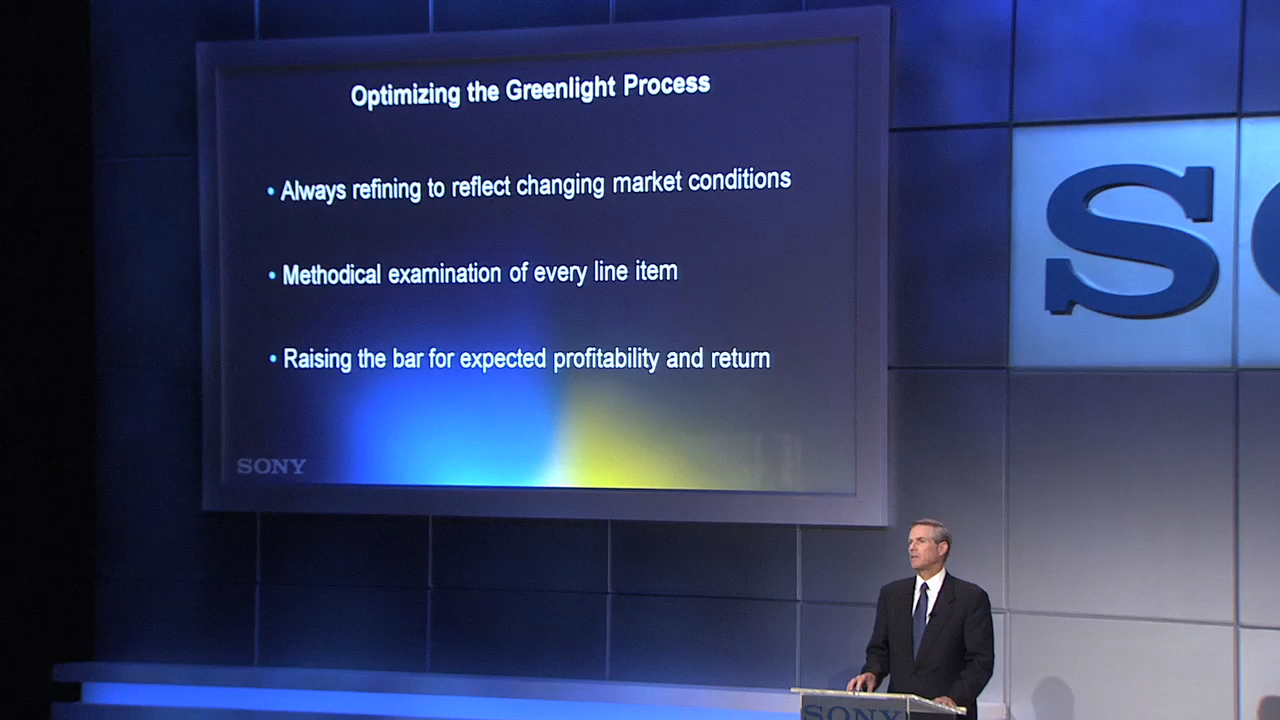 Optimizing the Greenlight Process
• Always refining to reflect changing market conditions
• Methodical examination of every line item
• Raising the bar for expected profitability and return
SONY
SO
SONY